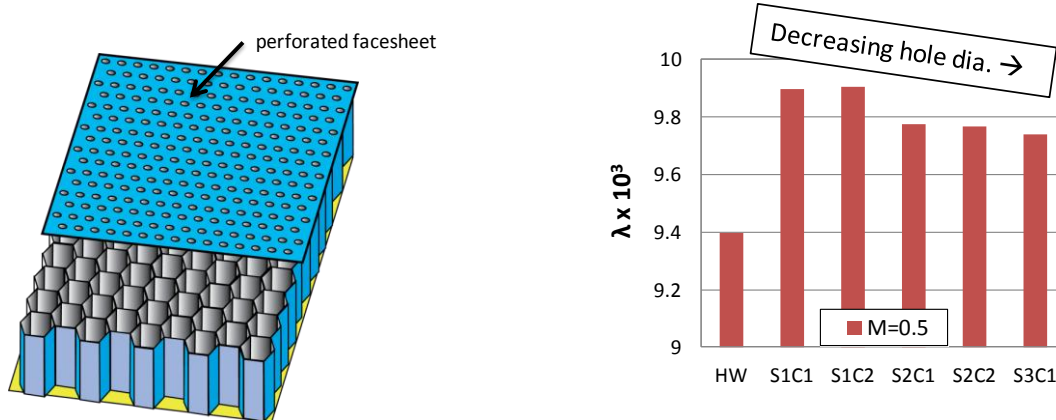 perforated facesheet
Decreasing hole dia. →
10
9.8
9.6
9.4
9.2
9
λ x 10³
M=0.5
HW S1C1 S1C2 S2C1 S2C2 S3C1